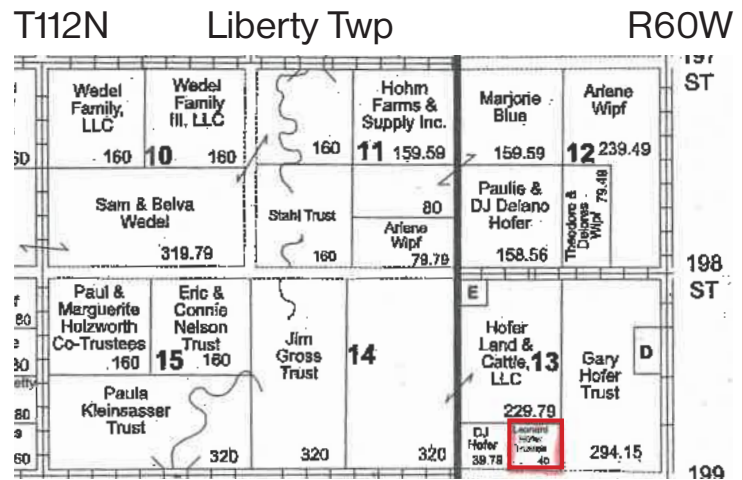 T112N Liberty Twp R60W
197
ST
Wedel
Family,
LLC
160
Wedel
Family
III, LLC
10 160
160
Hohm
Farms &
Supply Inc.
11 159.59
Marjorie
Blue
159.59
Arlene
Wipf
12 239.49
Sam & Belva
Wedel
319.79
Stahl Trust
160
80
Arlene
Wipf
79.79
Paulie &
DJ Delano
Hofer
158.56
Theodore &
Delores
Wipf 79.48
198
ST
Paul &
Marguerite
Holzworth
Co-Trustees
160
Eric &
Connie
Nelson
Trust
15 160
Jim
Gross
Trust
320
14
320
E
Hofer
Land &
Cattle,
LLC
13
229.79
Gary
Hofer
Trust
294.15
D
Paula
Kleinsasser
Trust
320
DJ
Hofer
39.78
Leonard
Hofer
40
199
80
60